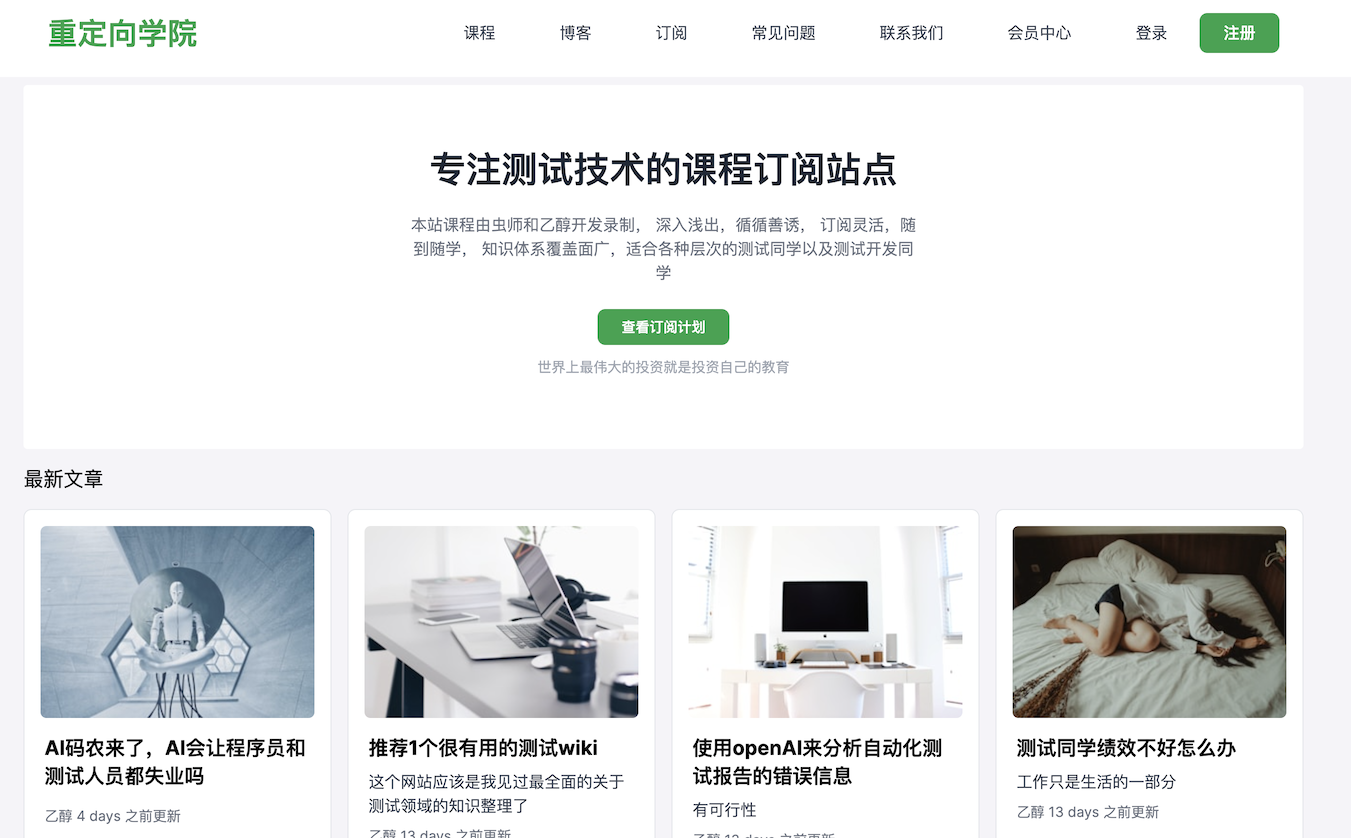 重定向学院
课程 博客 订阅 常见问题 联系我们 会员中心 登录 注册
专注测试技术的课程订阅站点
本站课程由虫师和乙醇开发录制， 深入浅出，循循善诱， 订阅灵活，随
到随学， 知识体系覆盖面广，适合各种层次的测试同学以及测试开发同
学
查看订阅计划
世界上最伟大的投资就是投资自己的教育
最新文章
AI码农来了，AI会让程序员和
测试人员都失业吗
乙醇 4 days 之前更新
推荐1个很有用的测试wiki
这个网站应该是我见过最全面的关于
测试领域的知识整理了
乙醇 13 days 之前更新
使用openAI来分析自动化测
试报告的错误信息
有可行性
乙醇 13 days 之前更新
测试同学绩效不好怎么办
工作只是生活的一部分
乙醇 13 days 之前更新